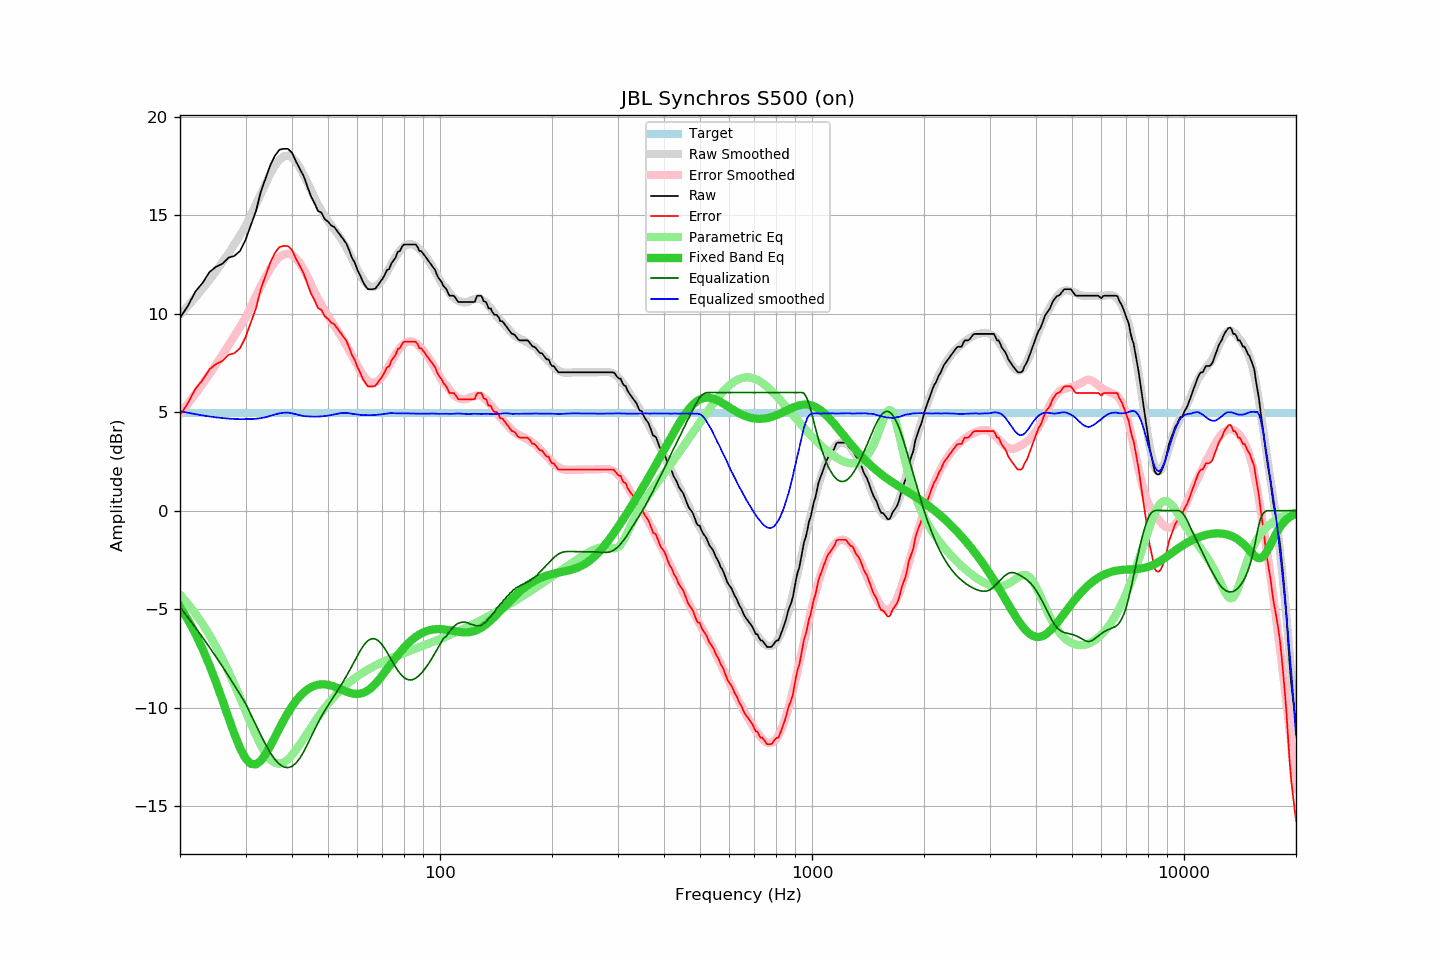 JBL Synchros S500 (on)
20
15
10
5
0
−5
−10
−15
Amplitude (dBr)
Target
Raw Smoothed
Error Smoothed
Raw
Error
Parametric Eq
Fixed Band Eq
Equalization
Equalized smoothed
100 1000 10000
Frequency (Hz)